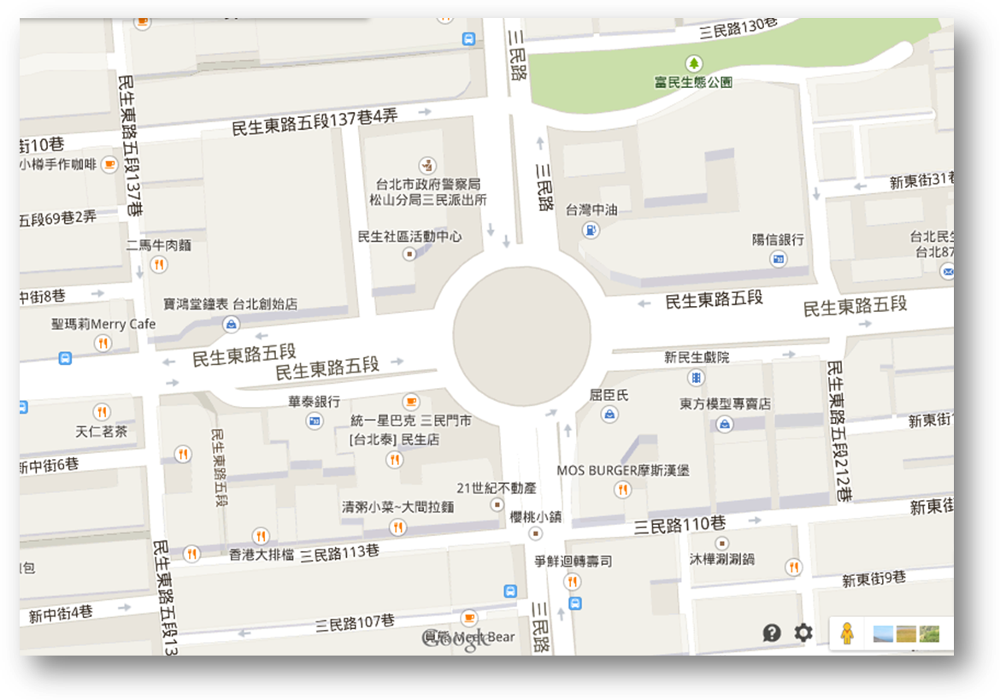 三民路130巷
三民路
富民生態公園
民生東路五段137巷
民生東路五段137巷4弄
街10巷
小樽手作咖啡
台北市政府警察局
松山分局三民派出所
三民路
新東街31巷
五段69巷2弄
台灣中油
民生社區活動中心
陽信銀行
台北民生
台北87
二馬牛肉麵
中街8巷
寶鴻堂鐘表 台北創始店
民生東路五段
民生東路五段
聖瑪莉Merry Cafe
民生東路五段
民生東路五段
新民生戲院
華泰銀行
屈臣氏
東方模型專賣店
天仁茗茶
統一星巴克 三民門市
[台北泰] 民生店
新東街
民生東路五段212巷
民生東路五段
新中街6巷
MOS BURGER摩斯漢堡
21世紀不動產
清粥小菜~大間拉麵
櫻桃小鎮
新東街
三民路110巷
香港大排檔
三民路113巷
爭鮮迴轉壽司
沐樺涮涮鍋
包
新東街9巷
民生東路五段13
新中街4巷
三民路107巷
三民路
Meet Bear
Google